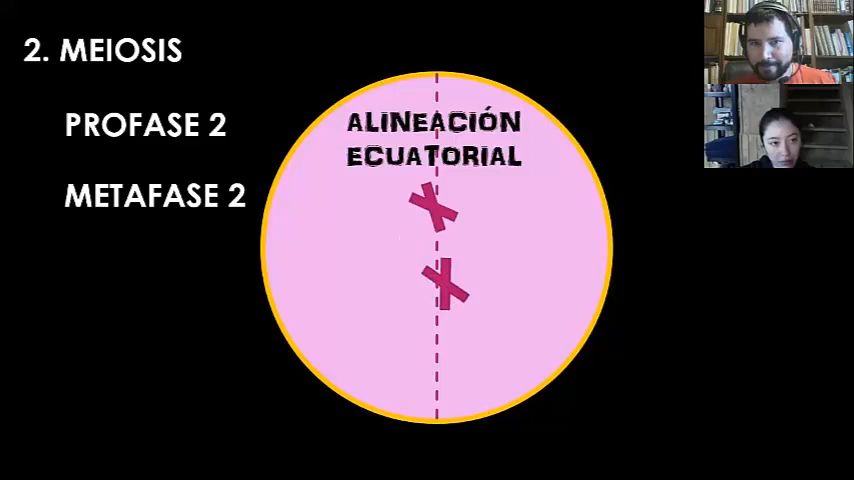 2. MEIOSIS
PROFASE 2
METAFASE 2
ALINEACIÓN
ECUATORIAL